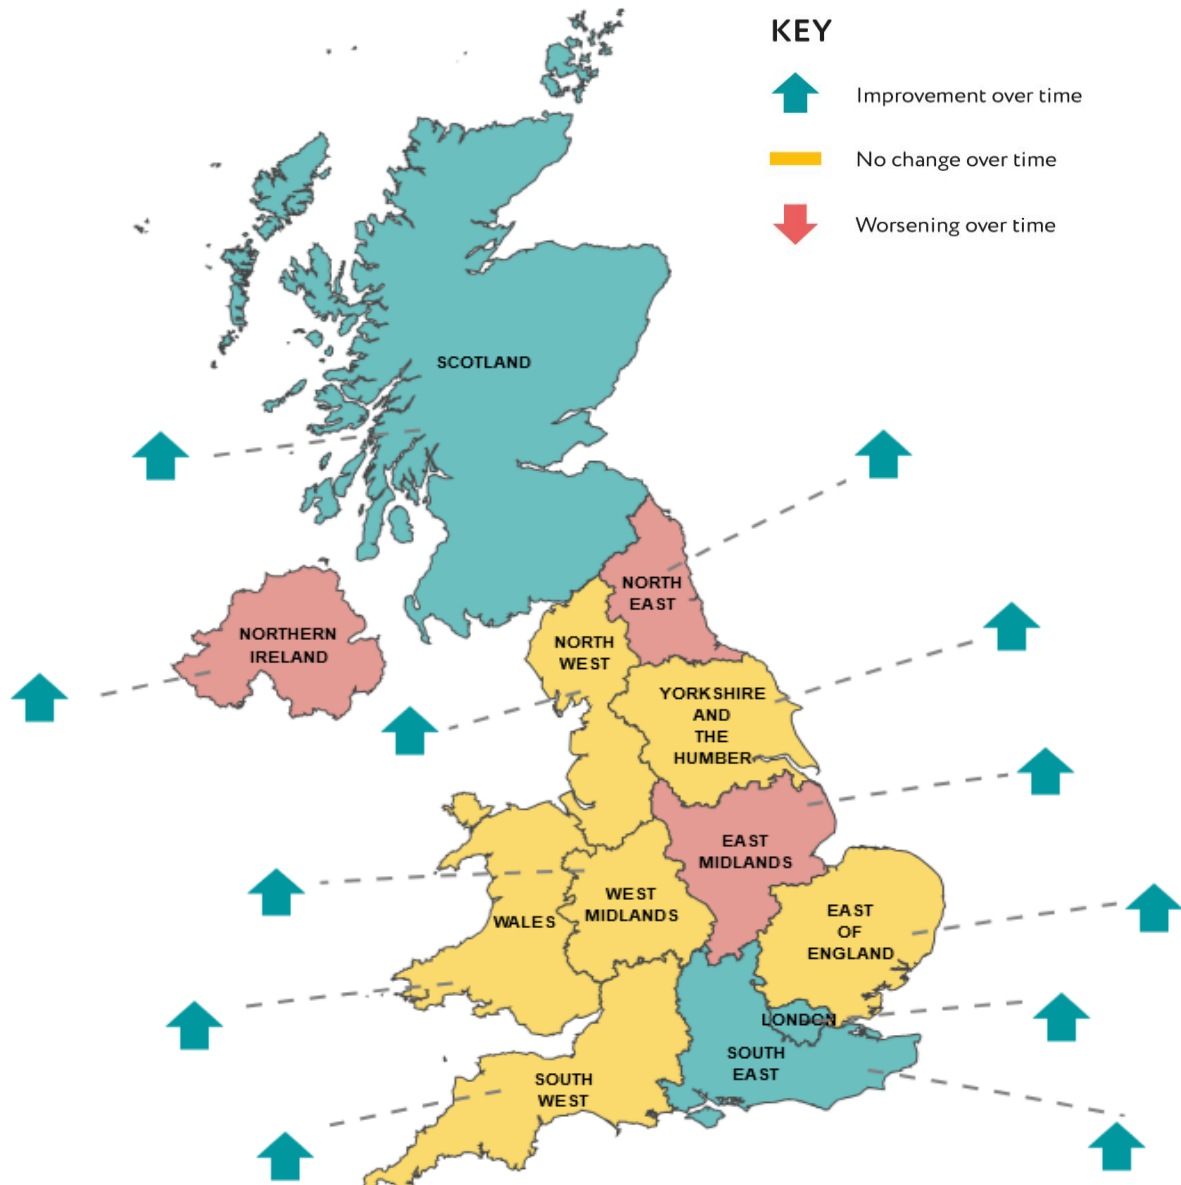 KEY
Improvement over time
No change over time
Worsening over time
SCOTLAND
NORTH
EAST
NORTHERN
IRELAND
NORTH
WEST
YORKSHIRE
AND
THE
HUMBER
EAST
MIDLANDS
WEST
MIDLANDS
WALES
EAST
OF
ENGLAND
LONDON
SOUTH
EAST
SOUTH
WEST